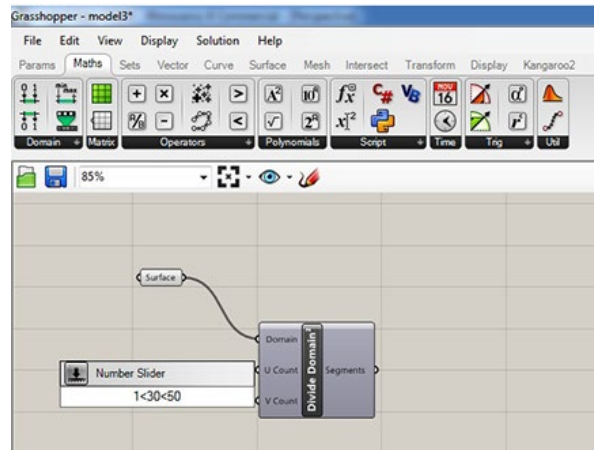 Grasshopper - model3*
File Edit View Display Solution Help
Params Maths Sets Vector Curve Surface Mesh Intersect Transform Display Kangaroo2
Domain Matrix Operators Polynomials Script Time Trig Util
85%
Surface
Domain
U Count
V Count
Divide Domain²
Segments
Number Slider
1<30<50